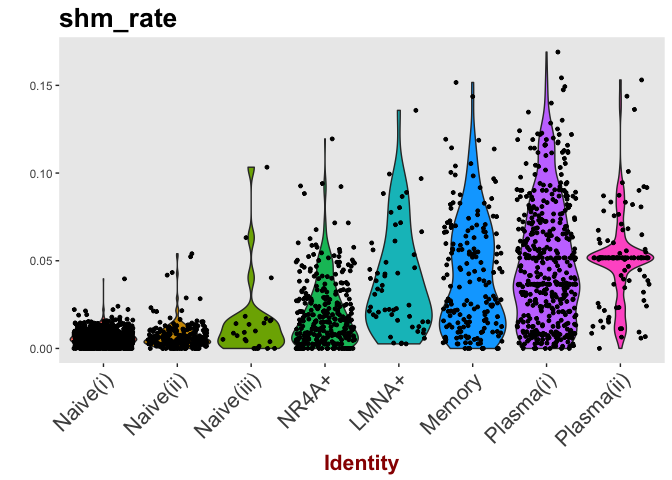 shm_rate
0.15
0.10
0.05
0.00
Naive(i)
Naive(ii)
Naive(iii)
NR4A+
LMNA+
Memory
Plasma(i)
Plasma(ii)
Identity